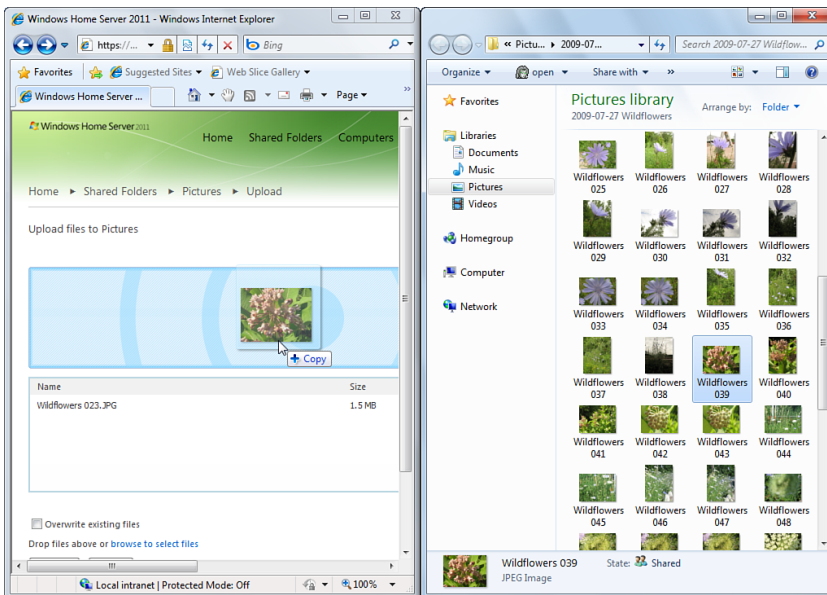 Windows Home Server 2011 - Windows Internet Explorer
https://...
Bing
Favorites
Suggested Sites
Web Slice Gallery
Windows Home Server ...
Page
»
Windows Home Server 2011
Home Shared Folders Computers
Home ▸ Shared Folders ▸ Pictures ▸ Upload
Upload files to Pictures
+ Copy
Name Size
Wildflowers 023.JPG 1.5 MB
Overwrite existing files
Drop files above or browse to select files
Local intranet | Protected Mode: Off
100%
« Pictu... ▸ 2009-07...
Search 2009-07-27 Wildflow...
Organize open Share with »
Favorites
Libraries
Documents
Music
Pictures
Videos
Homegroup
Computer
Network
Pictures library
2009-07-27 Wildflowers
Arrange by: Folder
Wildflowers Wildflowers Wildflowers Wildflowers
025 026 027 028
Wildflowers Wildflowers Wildflowers Wildflowers
029 030 031 032
Wildflowers Wildflowers Wildflowers Wildflowers
033 034 035 036
Wildflowers Wildflowers Wildflowers Wildflowers
037 038 039 040
Wildflowers Wildflowers Wildflowers Wildflowers
041 042 043 044
Wildflowers Wildflowers Wildflowers Wildflowers
045 046 047 048
Wildflowers 039 State: Shared
JPEG Image